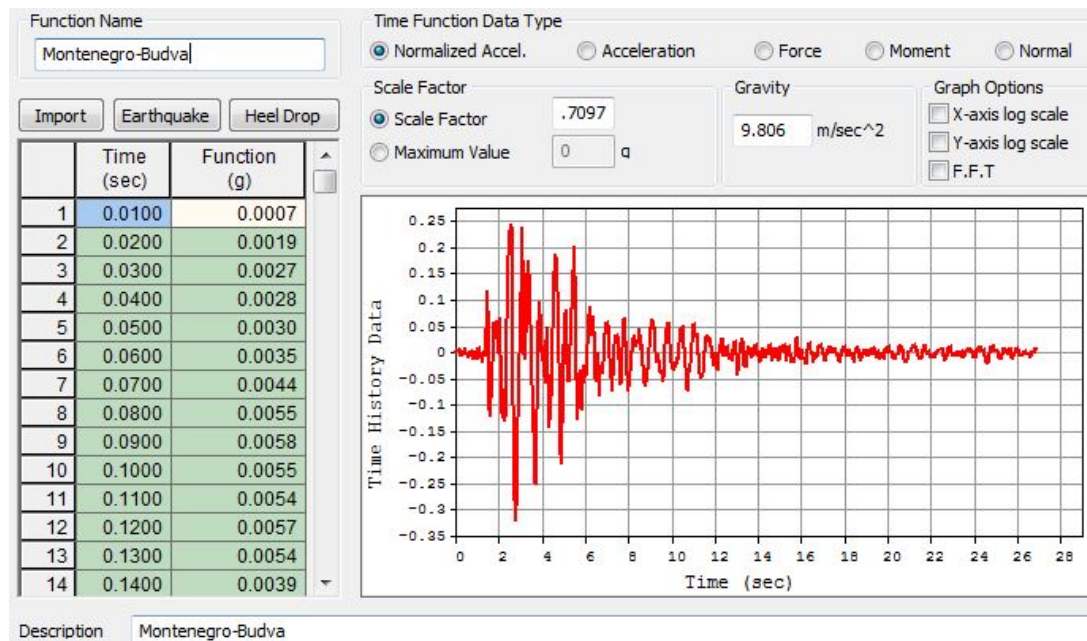 Function Name
Montenegro-Budva
Import Earthquake Heel Drop
Time (sec) Function (g)
1 0.0100 0.0007
2 0.0200 0.0019
3 0.0300 0.0027
4 0.0400 0.0028
5 0.0500 0.0030
6 0.0600 0.0035
7 0.0700 0.0044
8 0.0800 0.0055
9 0.0900 0.0058
10 0.1000 0.0055
11 0.1100 0.0054
12 0.1200 0.0057
13 0.1300 0.0054
14 0.1400 0.0039
Time Function Data Type
Normalized Accel. Acceleration Force Moment Normal
Scale Factor
Scale Factor .7097
Maximum Value 0 g
Gravity
9.806 m/sec^2
Graph Options
X-axis log scale
Y-axis log scale
F.F.T
Time History Data
0.25
0.2
0.15
0.1
0.05
0
-0.05
-0.1
-0.15
-0.2
-0.25
-0.3
-0.35
0 2 4 6 8 10 12 14 16 18 20 22 24 26 28
Time (sec)
Description Montenegro-Budva